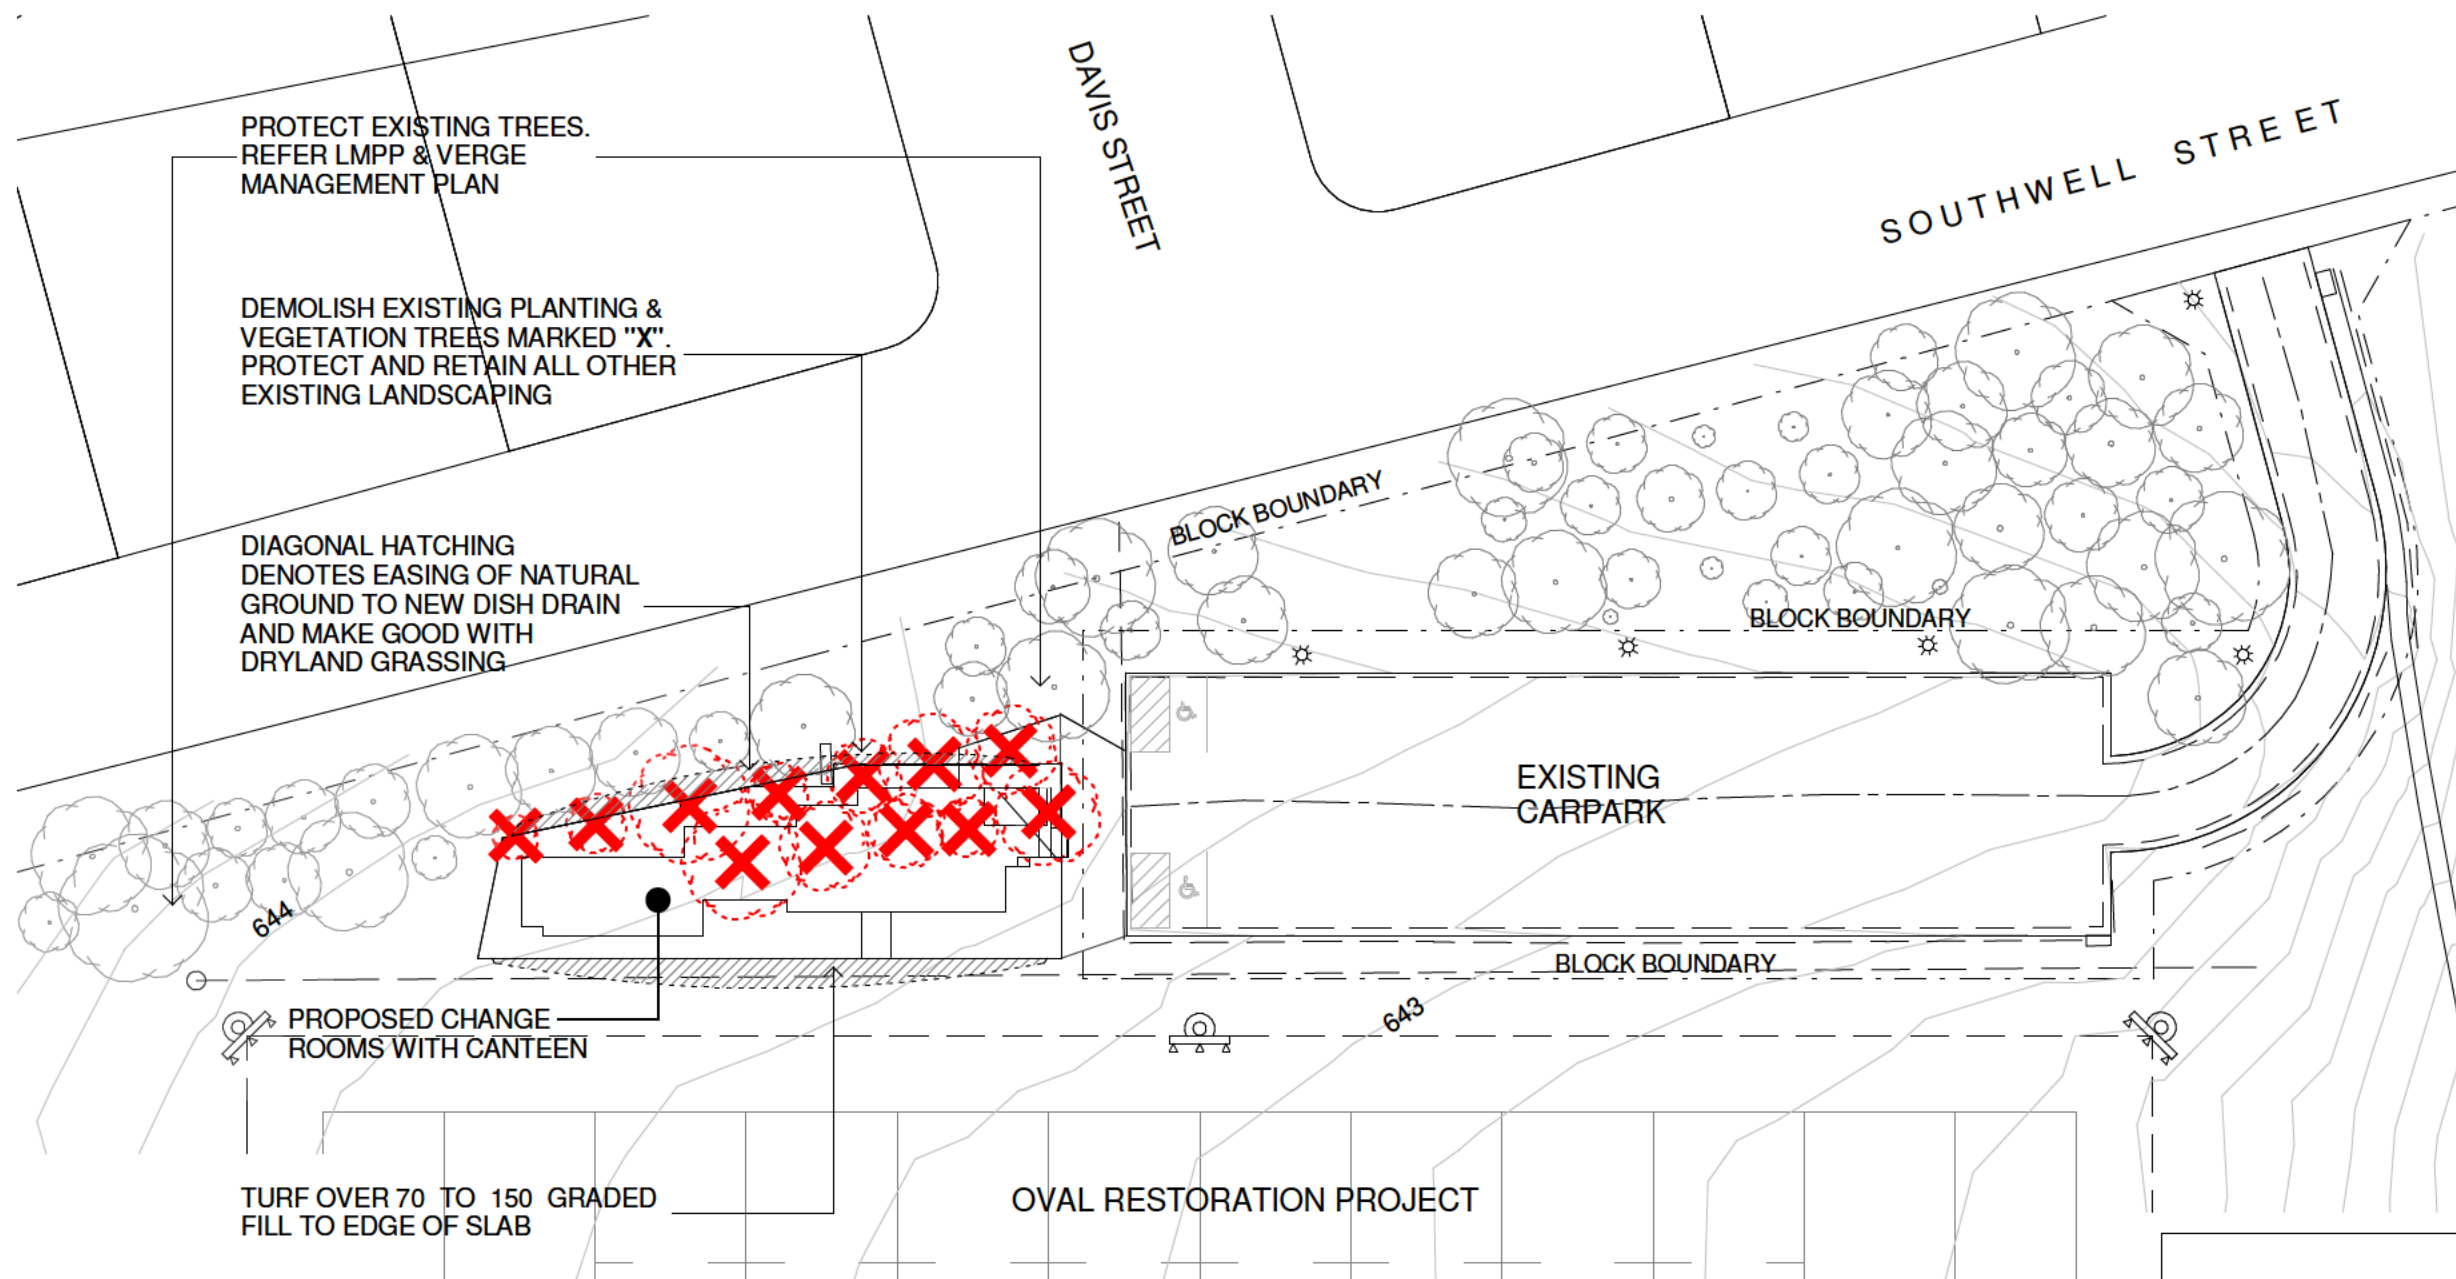 DAVIS STREET
SOUTHWELL STREET
PROTECT EXISTING TREES.
REFER LMPP & VERGE
MANAGEMENT PLAN
DEMOLISH EXISTING PLANTING &
VEGETATION TREES MARKED "X".
PROTECT AND RETAIN ALL OTHER
EXISTING LANDSCAPING
DIAGONAL HATCHING
DENOTES EASING OF NATURAL
GROUND TO NEW DISH DRAIN
AND MAKE GOOD WITH
DRYLAND GRASSING
BLOCK BOUNDARY
BLOCK BOUNDARY
EXISTING
CARPARK
644
BLOCK BOUNDARY
643
PROPOSED CHANGE
ROOMS WITH CANTEEN
TURF OVER 70 TO 150 GRADED
FILL TO EDGE OF SLAB
OVAL RESTORATION PROJECT